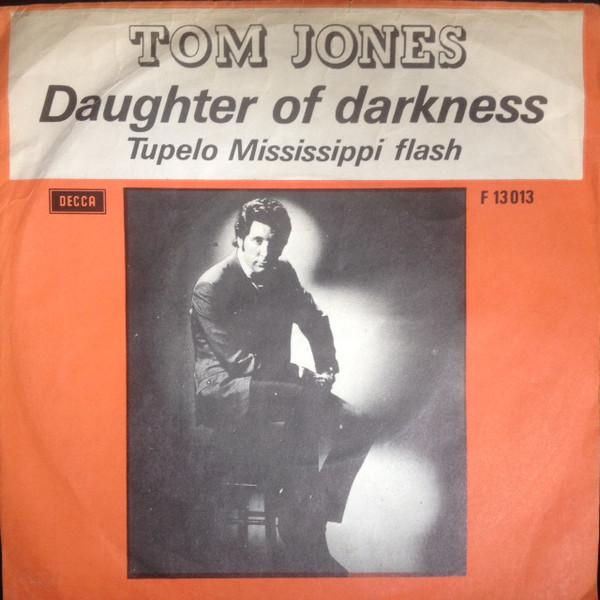 TOM JONES
Daughter of darkness
Tupelo Mississippi flash
DECCA
F 13013